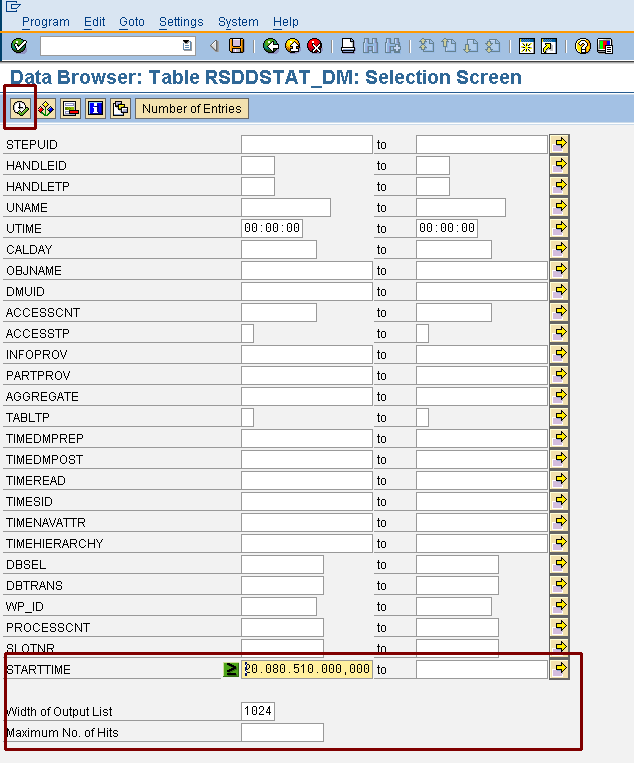 Program Edit Goto Settings System Help
Data Browser: Table RSDDSTAT_DM: Selection Screen
Number of Entries
STEPUID to
HANDLEID to
HANDLETP to
UNAME to
UTIME 00:00:00 to 00:00:00
CALDAY to
OBJNAME to
DMUID to
ACCESSCNT to
ACCESSTP to
INFOPROV to
PARTPROV to
AGGREGATE to
TABLTP to
TIMEDMPREP to
TIMEDMPOST to
TIMEREAD to
TIMESID to
TIMENAVATTR to
TIMEHIERARCHY to
DBSEL to
DBTRANS to
WP_ID to
PROCESSCNT to
SLOTNR to
STARTTIME ≥ 20.080.510.000,000 to
Width of Output List 1024
Maximum No. of Hits